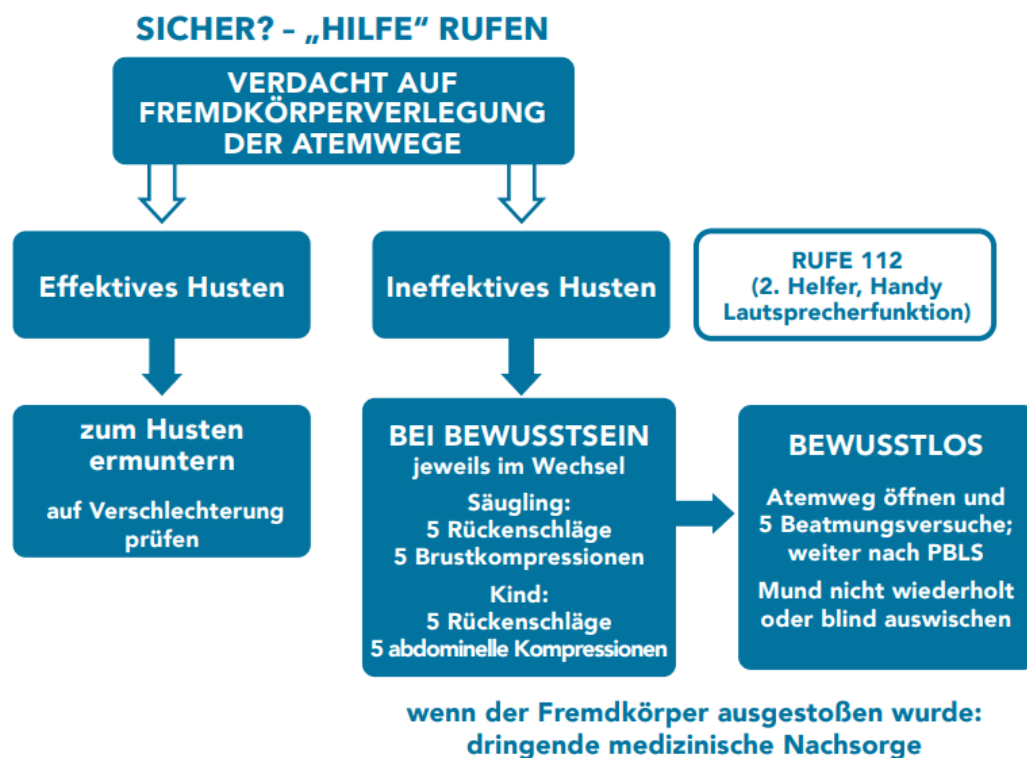 SICHER? – „HILFE“ RUFEN
VERDACHT AUF
FREMDKÖRPERVERLEGUNG
DER ATEMWEGE
Effektives Husten
Ineffektives Husten
RUFE 112
(2. Helfer, Handy
Lautsprecherfunktion)
zum Husten
ermuntern
auf Verschlechterung
prüfen
BEI BEWUSSTSEIN
jeweils im Wechsel
Säugling:
5 Rückenschläge
5 Brustkompressionen
Kind:
5 Rückenschläge
5 abdominelle Kompressionen
BEWUSSTLOS
Atemweg öffnen und
5 Beatmungsversuche;
weiter nach PBLS
Mund nicht wiederholt
oder blind auswischen
wenn der Fremdkörper ausgestoßen wurde:
dringende medizinische Nachsorge